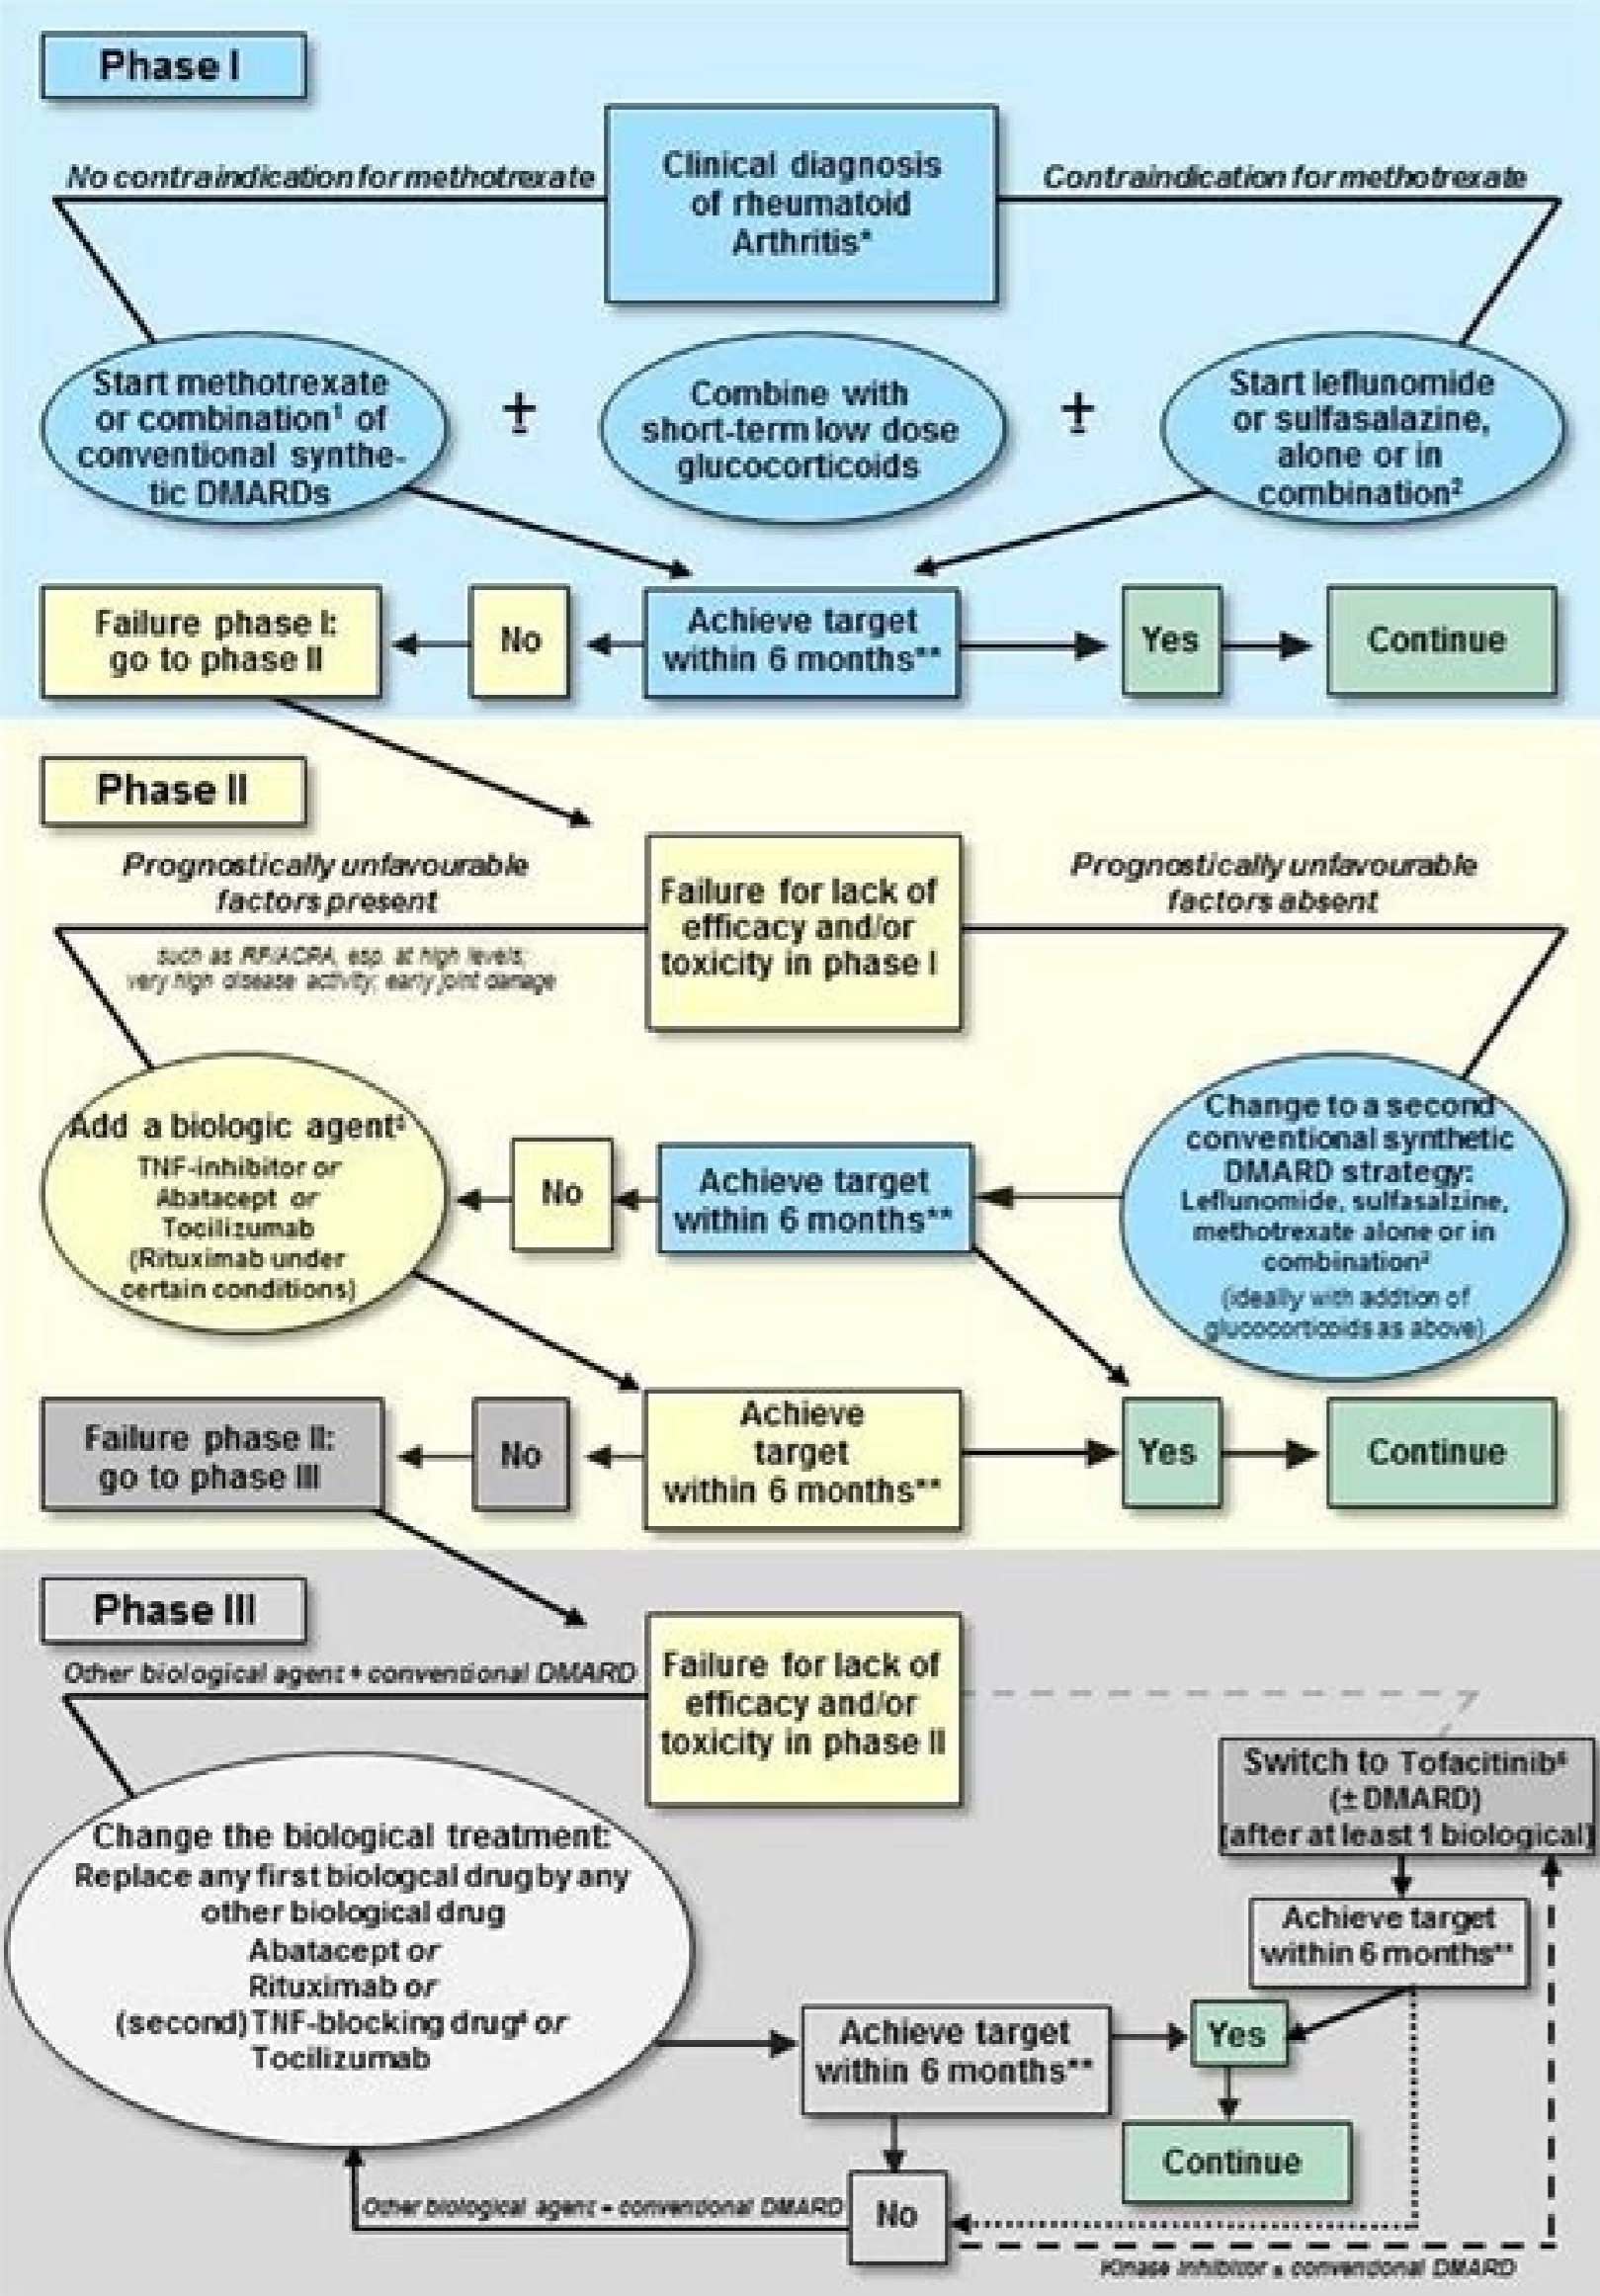 Phase I
Clinical diagnosis
of rheumatoid
Arthritis*
No contraindication for methotrexate
Contraindication for methotrexate
Start methotrexate
or combination¹ of
conventional synthe-
tic DMARDs
±
Combine with
short-term low dose
glucocorticoids
±
Start leflunomide
or sulfasalazine,
alone or in
combination²
Failure phase I:
go to phase II
No
Achieve target
within 6 months**
Yes
Continue
Phase II
Prognostically unfavourable
factors present
such as RF/ACPA, esp. at high levels;
very high disease activity; early joint damage
Failure for lack of
efficacy and/or
toxicity in phase I
Prognostically unfavourable
factors absent
Add a biologic agent‡
TNF-inhibitor or
Abatacept or
Tocilizumab
(Rituximab under
certain conditions)
No
Achieve target
within 6 months**
Change to a second
conventional synthetic
DMARD strategy:
Leflunomide, sulfasalzine,
methotrexate alone or in
combination²
(ideally with addtion of
glucocorticoids as above)
Failure phase II:
go to phase III
No
Achieve
target
within 6 months**
Yes
Continue
Phase III
Other biological agent + conventional DMARD
Failure for lack of
efficacy and/or
toxicity in phase II
Switch to Tofacitinib⁶
(± DMARD)
(after at least 1 biological)
Change the biological treatment:
Replace any first biologcal drug by any
other biological drug
Abatacept or
Rituximab or
(second) TNF-blocking drug⁴ or
Tocilizumab
Achieve target
within 6 months**
Achieve target
within 6 months**
Yes
Continue
Other biological agent + conventional DMARD
No
Kinase inhibitor ± conventional DMARD